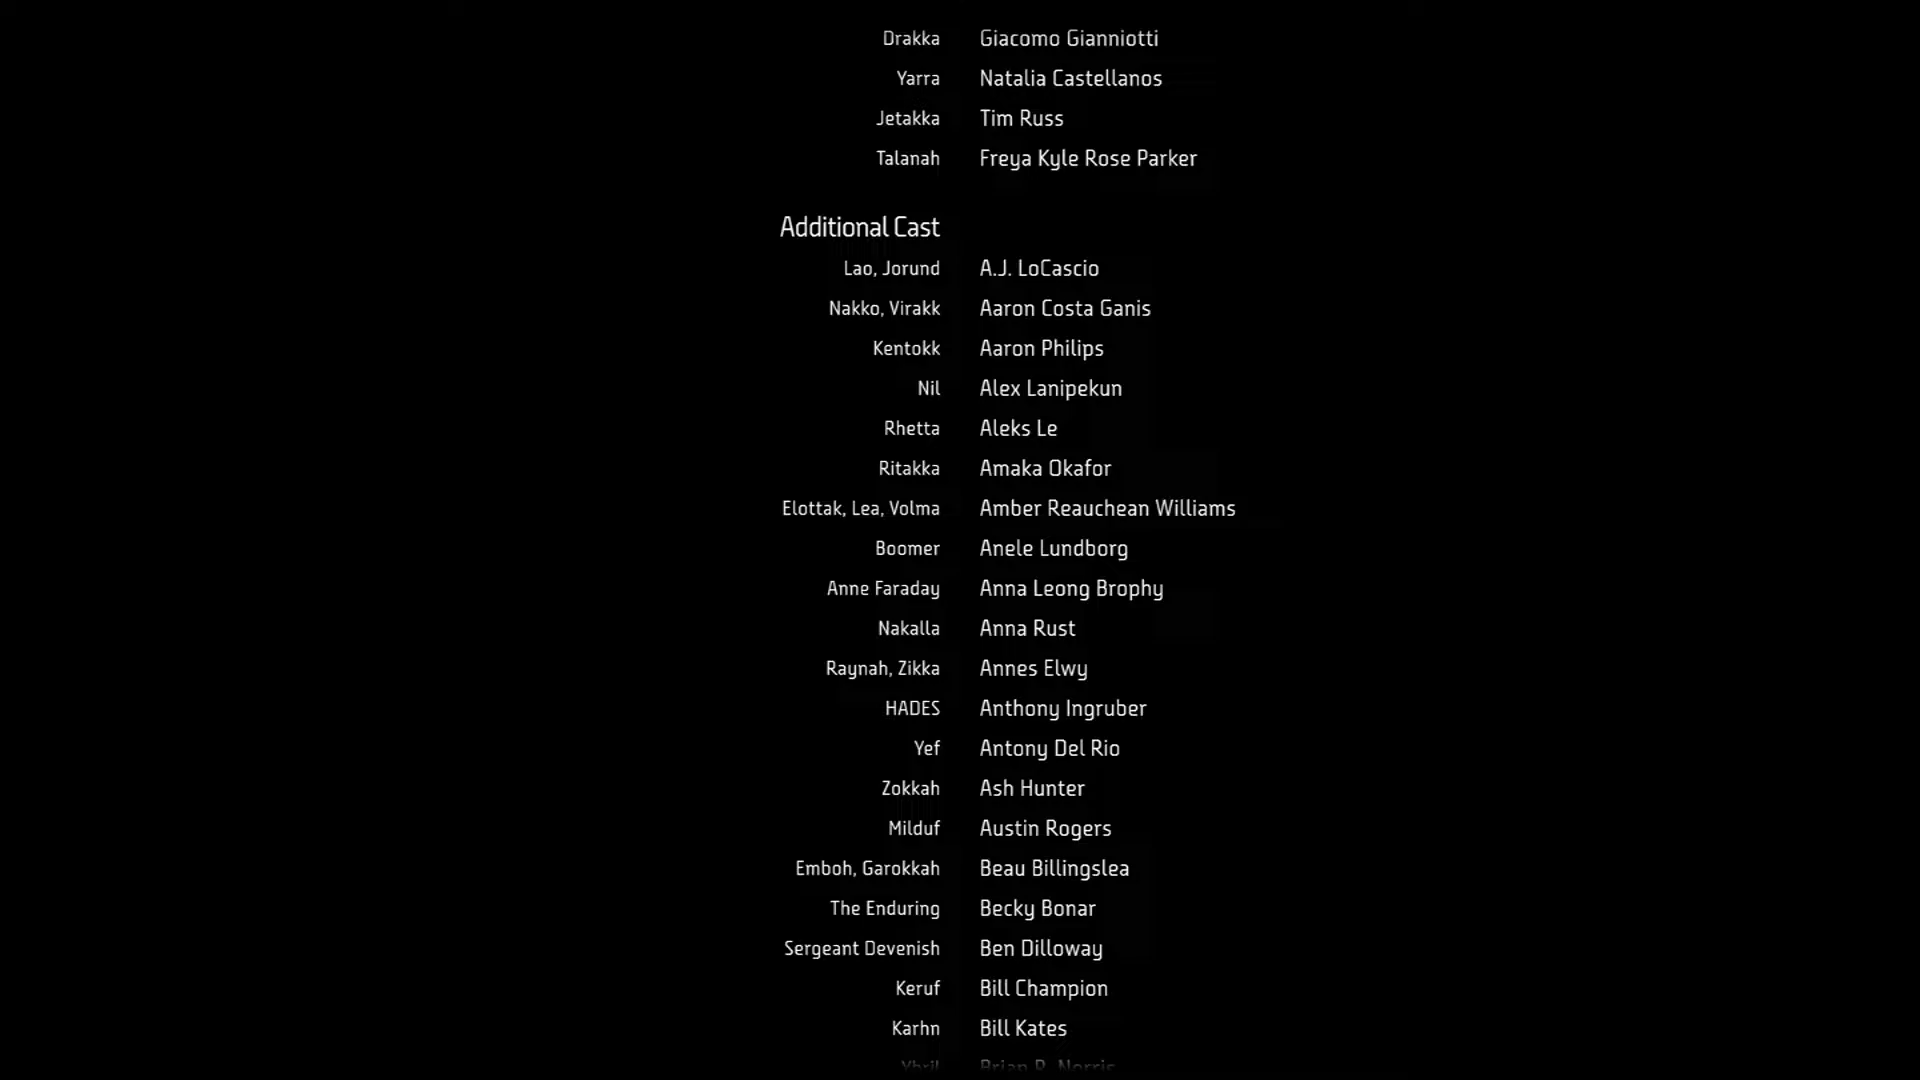 Drakka Giacomo Gianniotti
Yarra Natalia Castellanos
Jetakka Tim Russ
Talanah Freya Kyle Rose Parker
Additional Cast
Lao, Jorund A.J. LoCascio
Nakko, Virakk Aaron Costa Ganis
Kentokk Aaron Philips
Nil Alex Lanipekun
Rhetta Aleks Le
Ritakka Amaka Okafor
Elottak, Lea, Volma Amber Reauchean Williams
Boomer Anele Lundborg
Anne Faraday Anna Leong Brophy
Nakalla Anna Rust
Raynah, Zikka Annes Elwy
HADES Anthony Ingruber
Yef Antony Del Rio
Zokkah Ash Hunter
Milduf Austin Rogers
Emboh, Garokkah Beau Billingslea
The Enduring Becky Bonar
Sergeant Devenish Ben Dilloway
Keruf Bill Champion
Karhn Bill Kates
Ybril Brian R. Norris